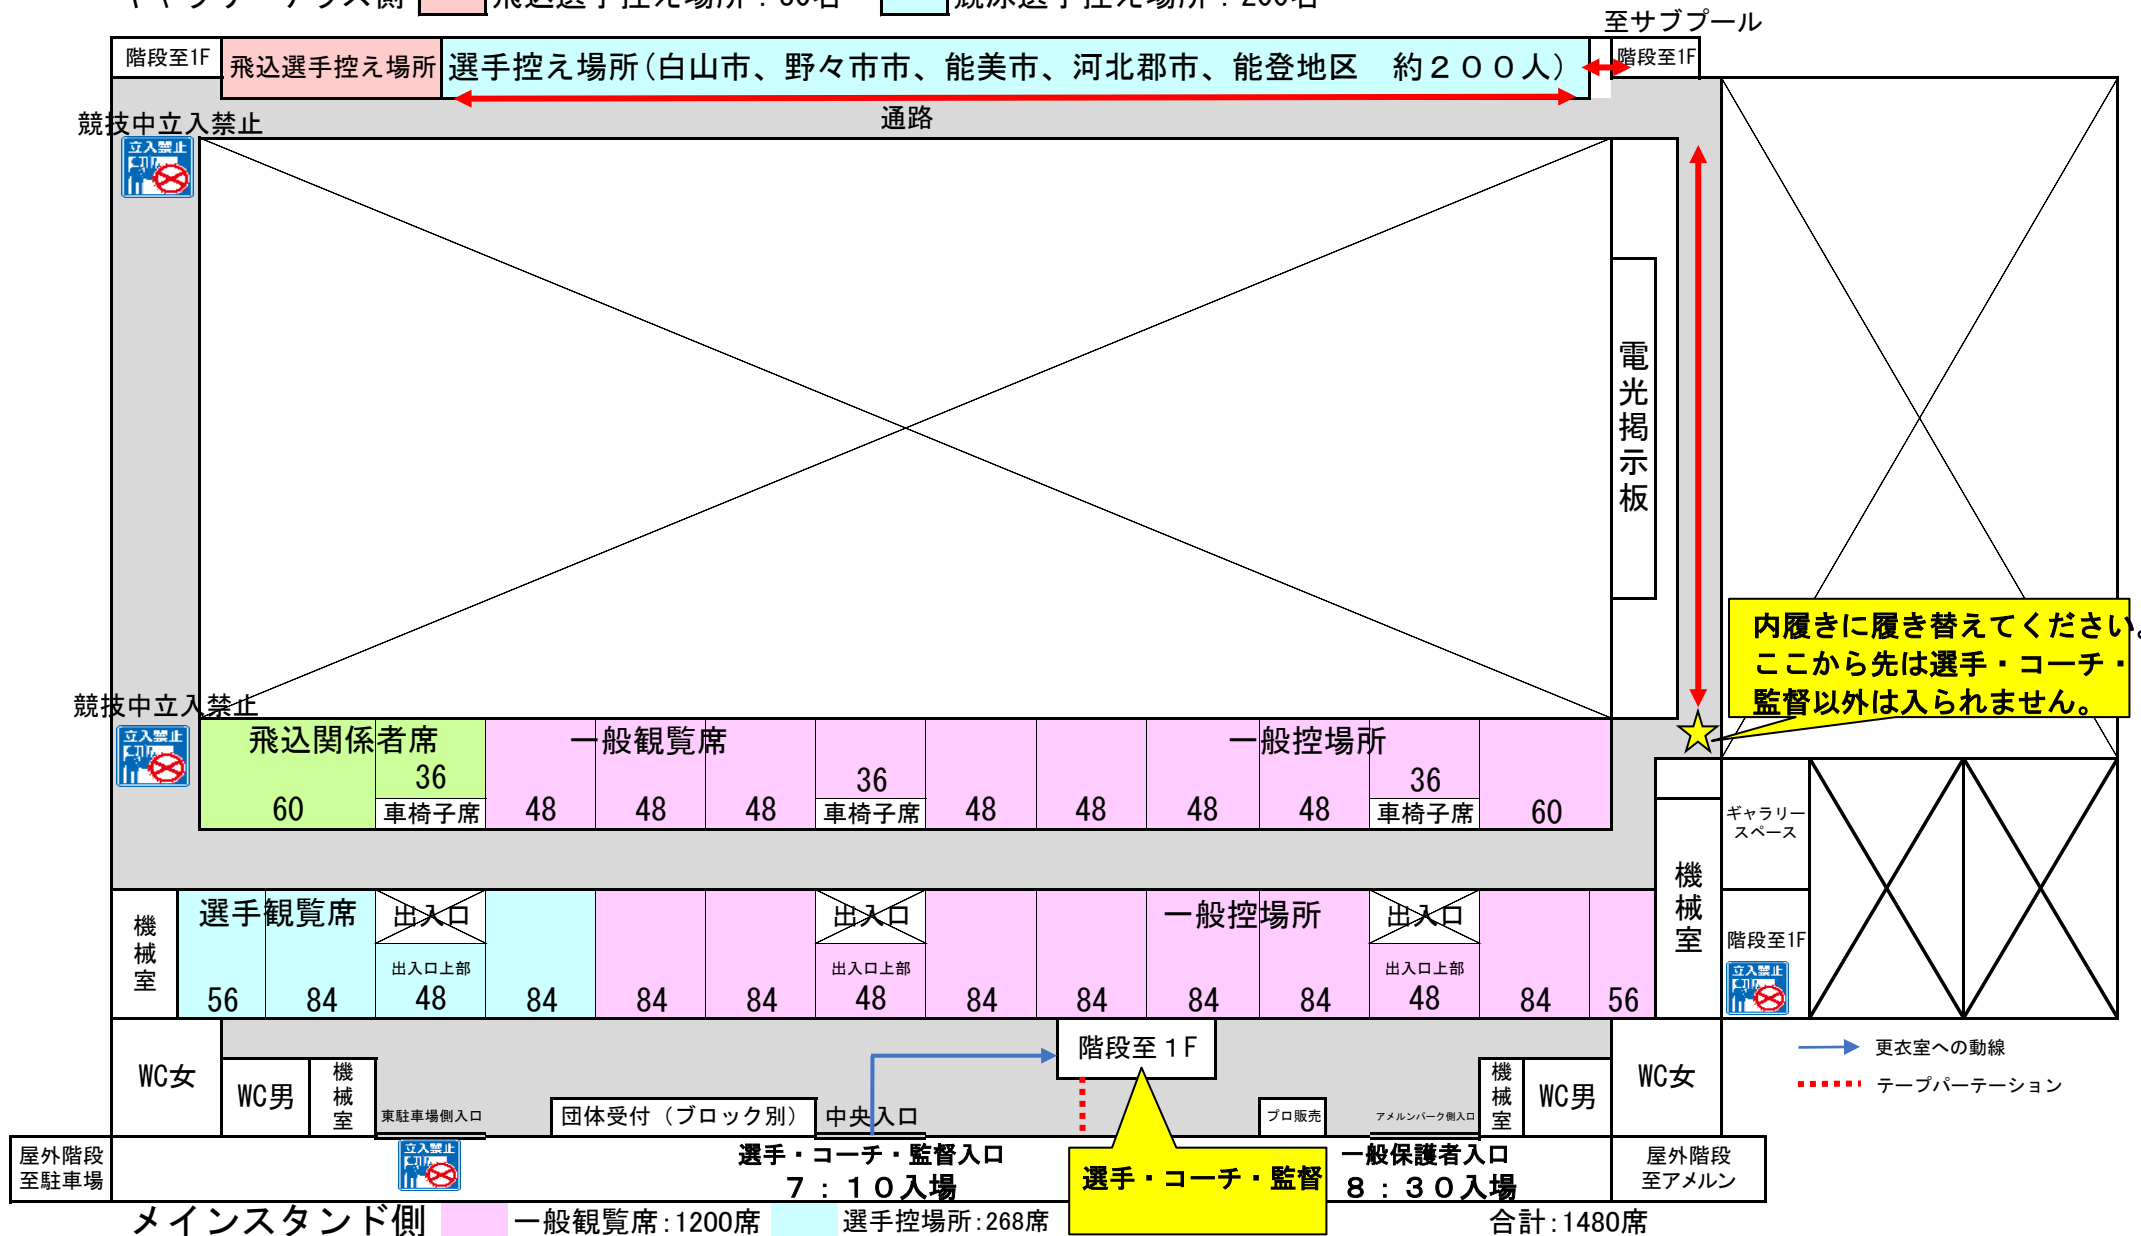 飛込選手控え場所：
競泳選手控え場所：200名
至サブプール
階段至1F
飛込選手控え場所
選手控え場所(白山市、野々市市、能美市、河北郡市、能登地区　約２００人)
階段至1F
通路
競技中立入禁止
立入禁止
電光掲示板
内履きに履き替えてください。
ここから先は選手・コーチ・
監督以外は入られません。
競技中立入禁止
立入禁止
飛込関係者席
一般観覧席
一般控場所
36
36
36
60
車椅子席
48
48
48
車椅子席
48
48
48
48
車椅子席
60
ギャラリー
スペース
機械室
機械室
選手観覧席
出入口
出入口
一般控場所
出入口
階段至1F
立入禁止
出入口上部
出入口上部
出入口上部
56
84
48
84
84
84
48
84
84
84
84
48
84
56
WC女
WC男
機械室
東駐車場側入口
団体受付（ブロック別）
中央入口
階段至１F
プロ販売
アメルンパーク側入口
機械室
WC男
WC女
更衣室への動線
テープパーテーション
屋外階段
至駐車場
立入禁止
選手・コーチ・監督入口
７：１０入場
選手・コーチ・監督
一般保護者入口
８：３０入場
屋外階段
至アメルン
メインスタンド側
一般観覧席:1200席
選手控場所:268席
合計:1480席